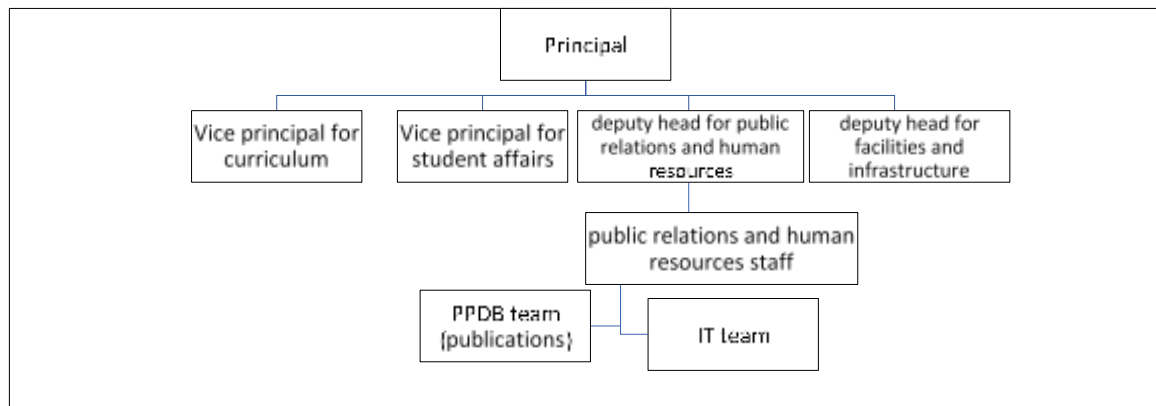 Principal
Vice principal for
curriculum
Vice principal for
student affairs
deputy head for public
relations and human
resources
deputy head for
facilities and
infrastructure
public relations and human
resources staff
PPDB team
(publications)
IT team